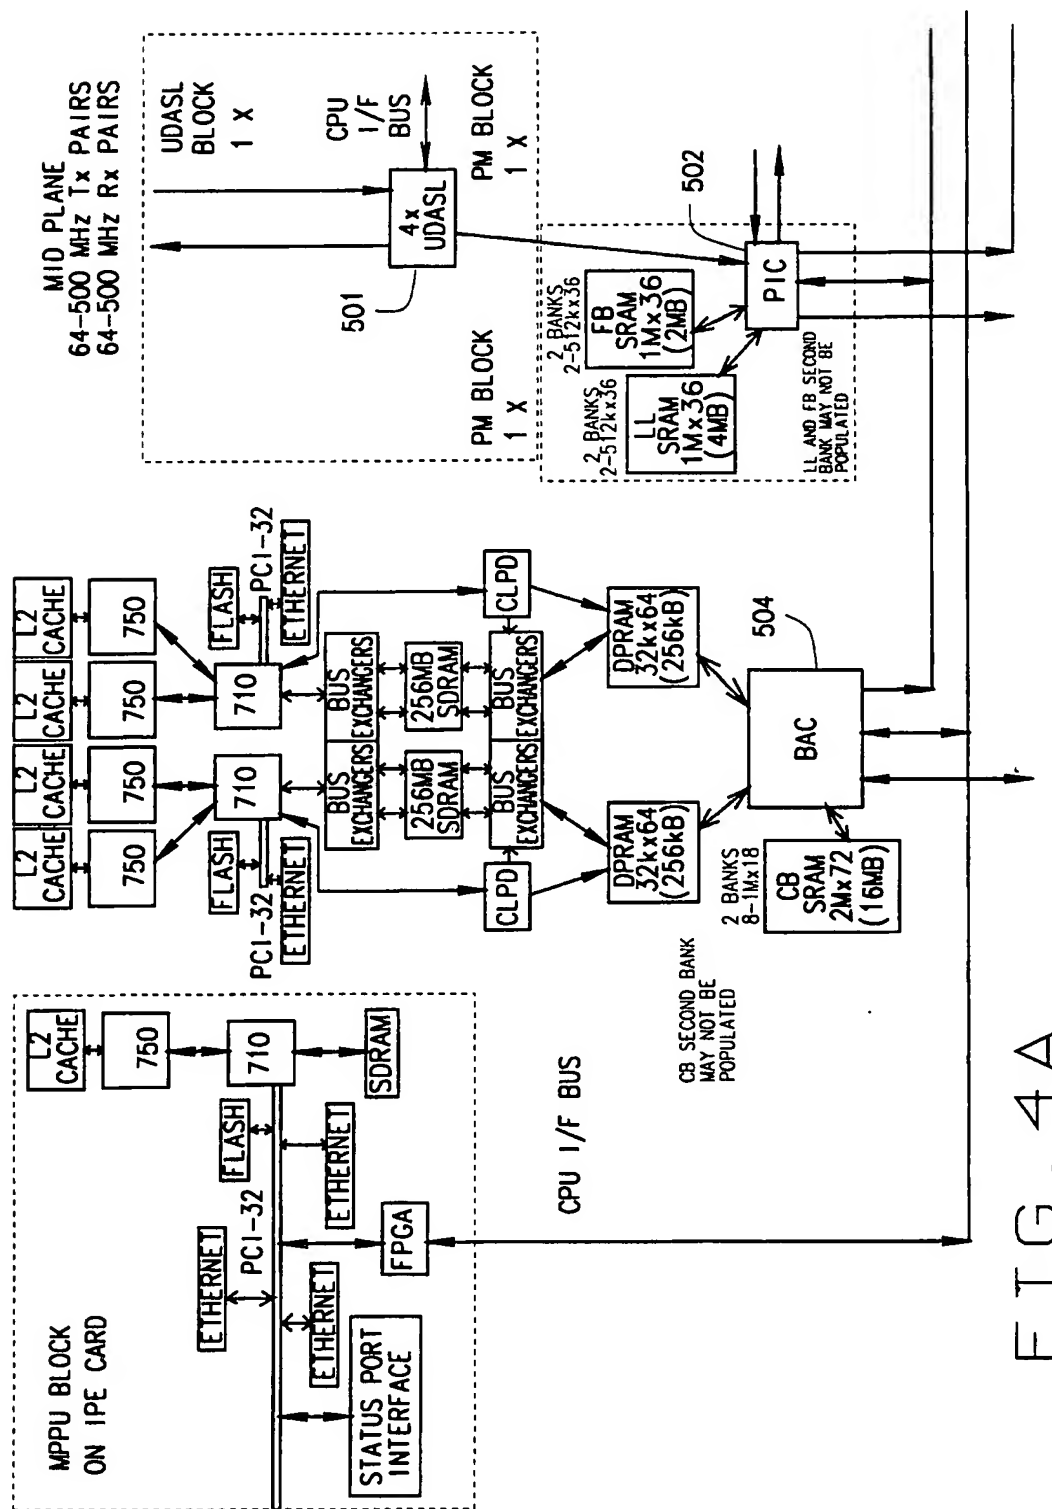 MPPU BLOCK
ON IPE CARD
L2
CACHE
750
710
SDRAM
FLASH
PCI-32
ETHERNET
ETHERNET
ETHERNET
FPGA
STATUS PORT
INTERFACE
CPU I/F BUS
L2
CACHE
L2
CACHE
L2
CACHE
L2
CACHE
750
750
750
750
710
710
FLASH
PCI-32
ETHERNET
FLASH
PCI-32
ETHERNET
BUS
EXCHANGERS
BUS
EXCHANGERS
256MB
SDRAM
256MB
SDRAM
CLPD
BUS
EXCHANGERS
BUS
EXCHANGERS
CLPD
DPRAM
32kx64
(256kB)
DPRAM
32kx64
(256kB)
CB SECOND BANK
MAY NOT BE
POPULATED
2 BANKS
8-1Mx18
CB
SRAM
2Mx72
(16MB)
BAC
504
MID PLANE
64-500 MHz Tx PAIRS
64-500 MHz Rx PAIRS
UDASL
BLOCK
1 X
CPU
I/F
BUS
4x
UDASL
501
PM BLOCK
1 X
PM BLOCK
1 X
2 BANKS
2-512kx36
LL
SRAM
1Mx36
(4MB)
2 BANKS
2-512kx36
FB
SRAM
1Mx36
(2MB)
502
PIC
LL AND FB SECOND
BANK MAY NOT BE
POPULATED
FIG.4A